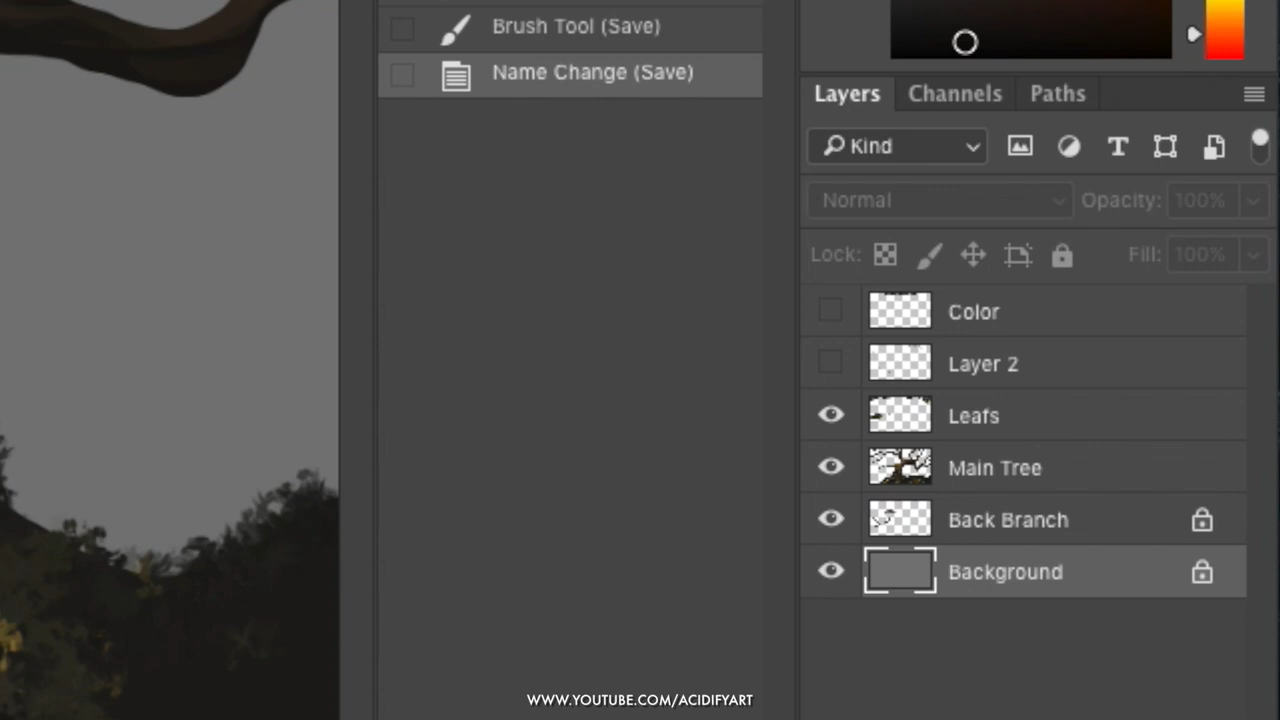 Brush Tool (Save)
Name Change (Save)
Layers
Channels
Paths
Kind
Normal
Opacity: 100%
Lock:
Fill: 100%
Color
Layer 2
Leafs
Main Tree
Back Branch
Background
WWW.YOUTUBE.COM/ACIDIFYART